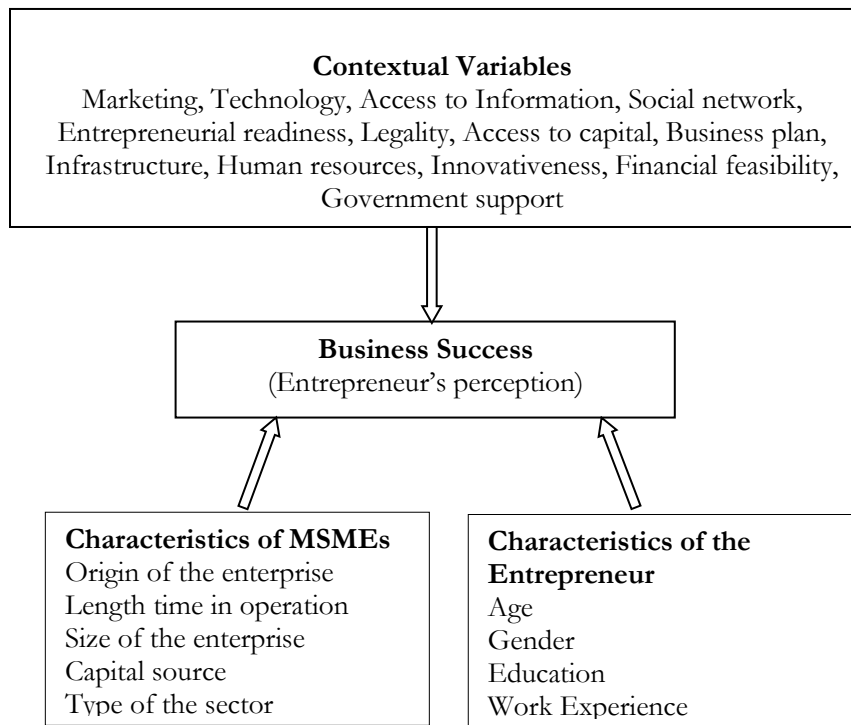 Contextual Variables
Marketing, Technology, Access to Information, Social network,
Entrepreneurial readiness, Legality, Access to capital, Business plan,
Infrastructure, Human resources, Innovativeness, Financial feasibility,
Government support
Business Success
(Entrepreneur’s perception)
Characteristics of MSMEs
Origin of the enterprise
Length time in operation
Size of the enterprise
Capital source
Type of the sector
Characteristics of the
Entrepreneur
Age
Gender
Education
Work Experience